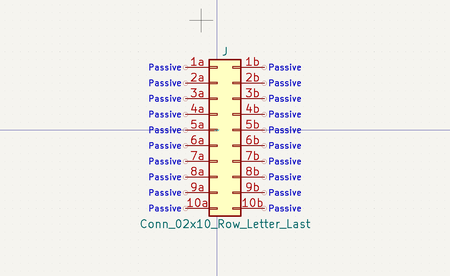 J
Passive 1a 1b Passive
Passive 2a 2b Passive
Passive 3a 3b Passive
Passive 4a 4b Passive
Passive 5a 5b Passive
Passive 6a 6b Passive
Passive 7a 7b Passive
Passive 8a 8b Passive
Passive 9a 9b Passive
Passive 10a 10b Passive
Conn_02x10_Row_Letter_Last